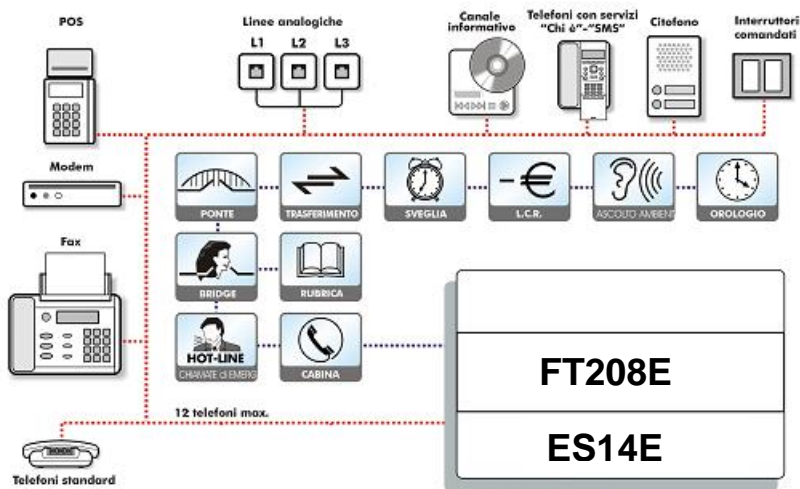 POS
Linee analogiche
L1 L2 L3
Canale
informativo
Telefoni con servizi
"Chi è"-"SMS"
Citofono
Interruttori
comandati
Modem
PONTE
TRASFERIMENTO
SVEGLIA
-€
L.C.R.
ASCOLTO AMBIENT
OROLOGIO
Fax
BRIDGE
RUBRICA
HOT-LINE
CHIAMATE di EMERG
CABINA
FT208E
ES14E
12 telefoni max.
Telefoni standard